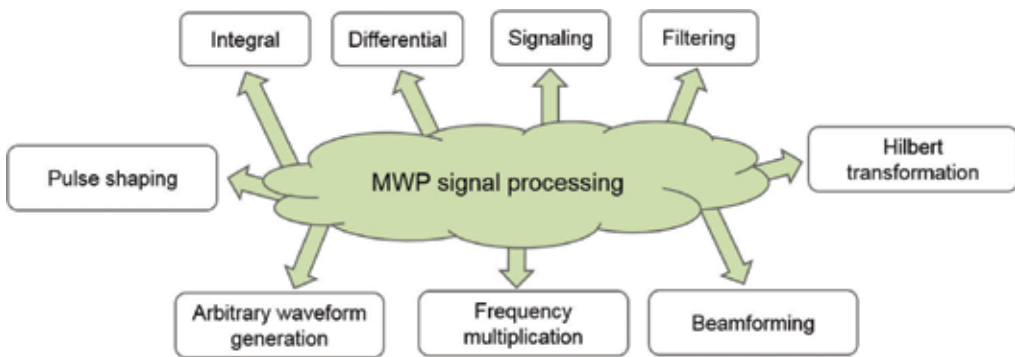 Integral
Differential
Signaling
Filtering
Pulse shaping
MWP signal processing
Hilbert
transformation
Arbitrary waveform
generation
Frequency
multiplication
Beamforming